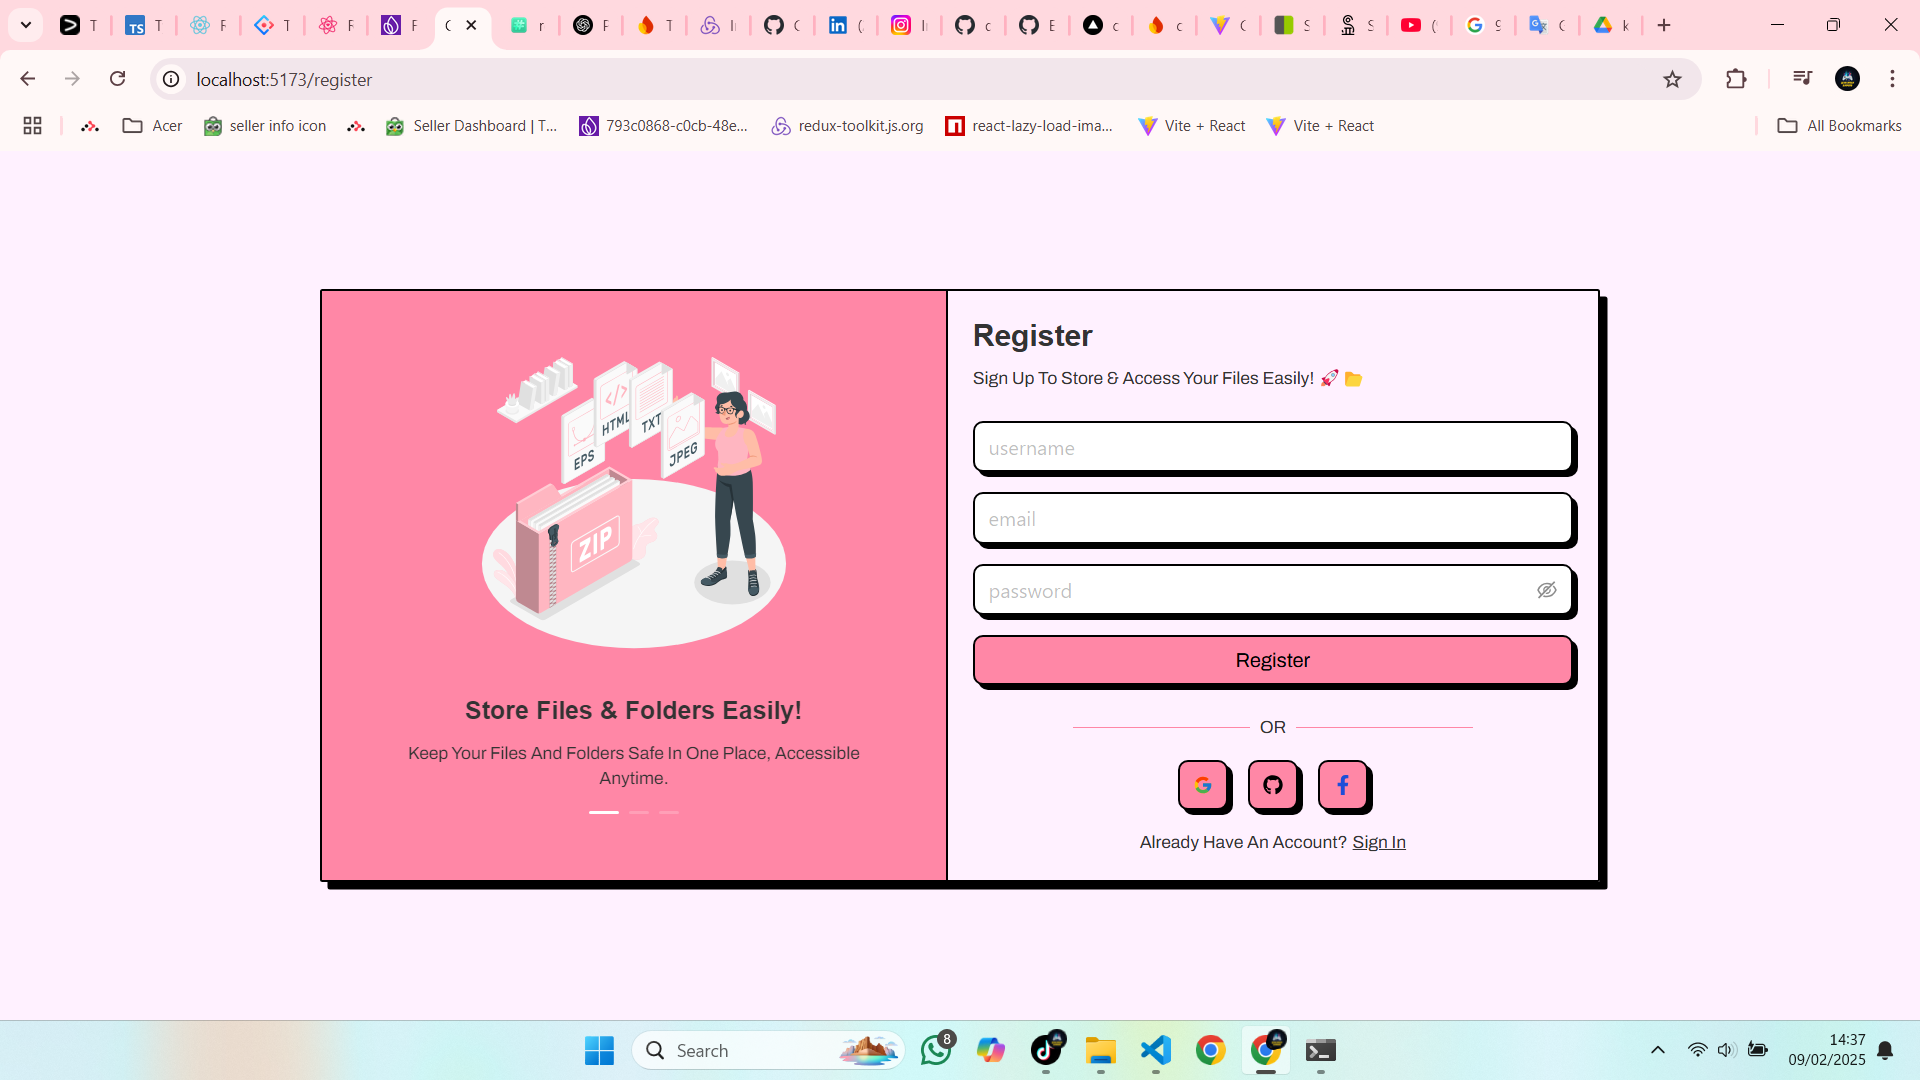 localhost:5173/register
Acer
seller info icon
Seller Dashboard | T...
793c0868-c0cb-48e...
redux-toolkit.js.org
react-lazy-load-ima...
Vite + React
Vite + React
All Bookmarks
EPS
HTML
TXT
JPEG
ZIP
Store Files & Folders Easily!
Keep Your Files And Folders Safe In One Place, Accessible
Anytime.
Register
Sign Up To Store & Access Your Files Easily! 🚀 📂
username
email
password
Register
OR
Already Have An Account? Sign In
Search
8
14:37
09/02/2025